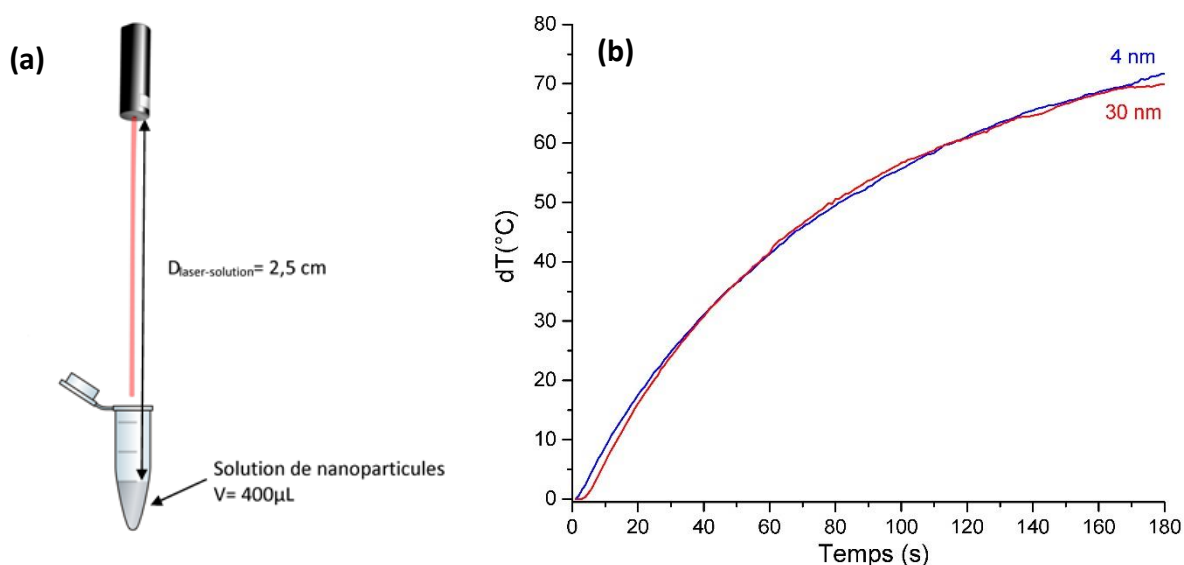 (a)
D laser-solution= 2,5 cm
Solution de nanoparticules
V= 400µL
(b)
80
70
60
50
40
30
20
10
0
dT(°C)
4 nm
30 nm
0 20 40 60 80 100 120 140 160 180
Temps (s)